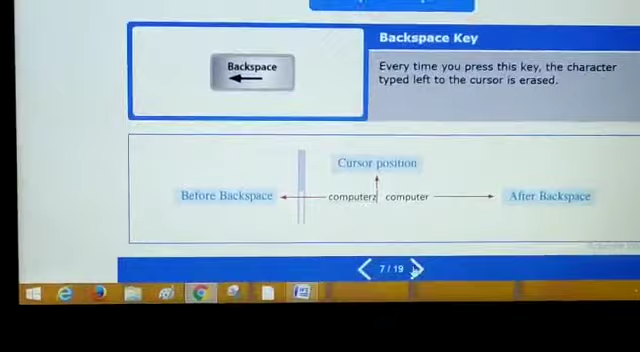 Backspace Key
Backspace
Every time you press this key, the character
typed left to the cursor is erased.
Cursor position
Before Backspace
computerz computer
After Backspace
7 / 19